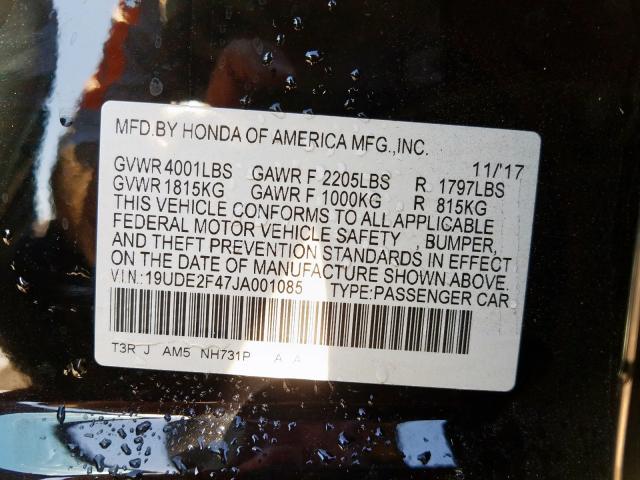 MFD.BY HONDA OF AMERICA MFG.,INC.
11/'17
GVWR 4001LBS GAWR F 2205LBS R 1797LBS
GVWR 1815KG GAWR F 1000KG R 815KG
THIS VEHICLE CONFORMS TO ALL APPLICABLE
FEDERAL MOTOR VEHICLE SAFETY BUMPER,
AND THEFT PREVENTION STANDARDS IN EFFECT
ON THE DATE OF MANUFACTURE SHOWN ABOVE.
VIN:19UDE2F47JA001085 TYPE:PASSENGER CAR
T3R J AM5 NH731P A A